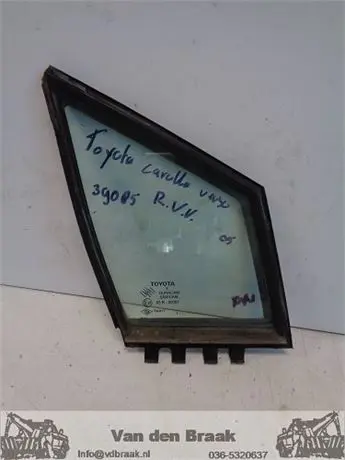 Toyota Corolla Verso
39005 R.V.V.
05
TOYOTA
Van den Braak
Info@vdbraak.nl
036-5320637